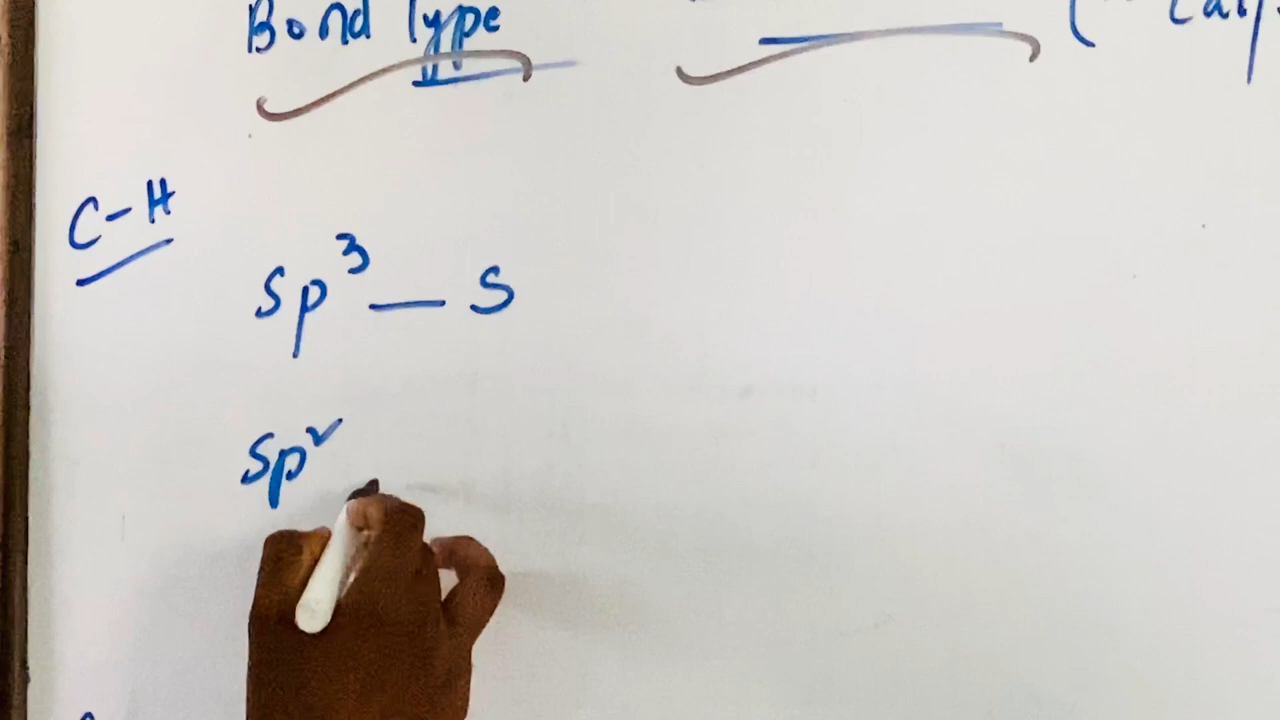 Bond Type
C-H
Sp³ — S
Sp²